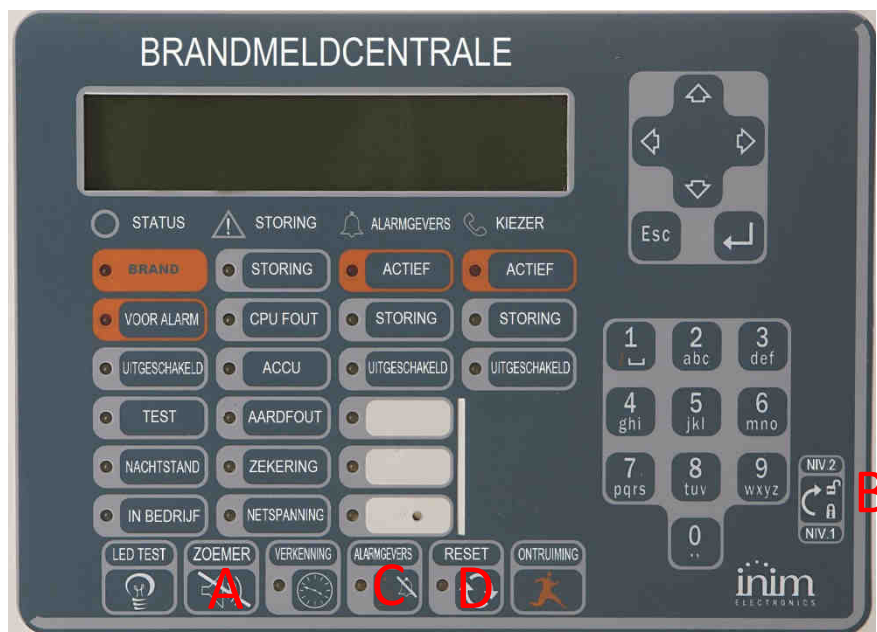 BRANDMELDCENTRALE
STATUS STORING ALARMGEVERS KIEZER
BRAND STORING ACTIEF ACTIEF
VOOR ALARM CPU FOUT STORING STORING
UITGESCHAKELD ACCU UITGESCHAKELD UITGESCHAKELD
TEST AARDFOUT
NACHTSTAND ZEKERING
IN BEDRIJF NETSPANNING
LED TEST ZOEMER VERKENNING ALARMGEVERS RESET ONTRUIMING
A C D
Esc
1 2 3
abc def
4 5 6
ghi jkl mno
7 8 9
pqrs tuv wxyz
0
NIV.2
B
NIV.1
inim
ELECTRONICS